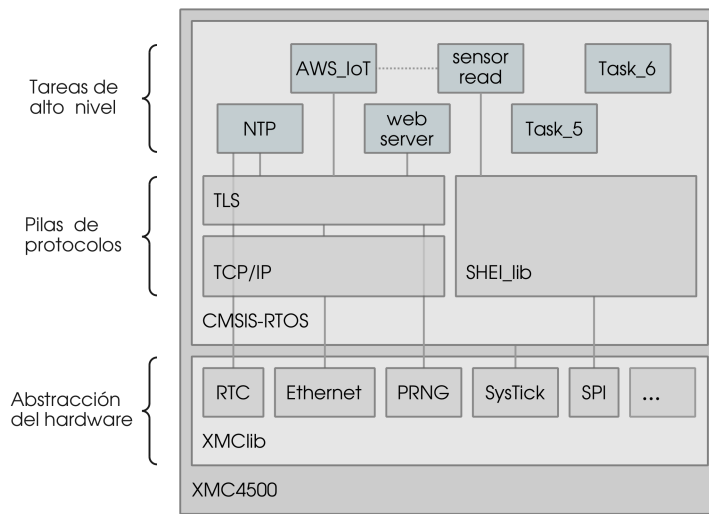 Tareas de
alto nivel
AWS_IoT
sensor
read
Task_6
NTP
web
server
Task_5
Pilas de
protocolos
TLS
TCP/IP
SHEI_lib
CMSIS-RTOS
Abstracción
del hardware
RTC
Ethernet
PRNG
SysTick
SPI
...
XMClib
XMC4500